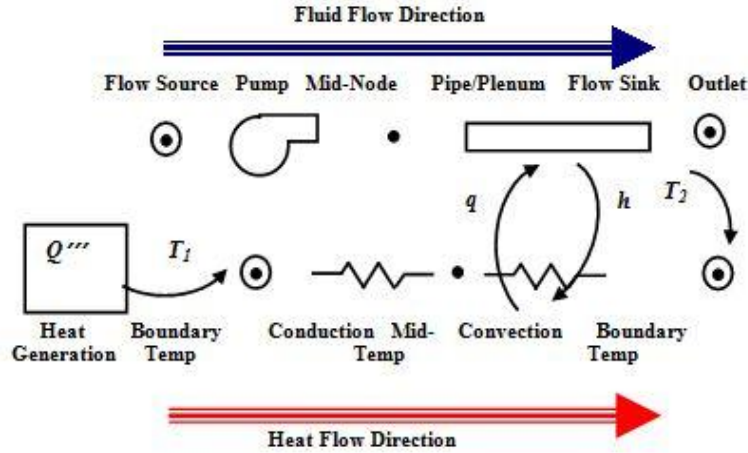 Fluid Flow Direction
Flow Source Pump Mid-Node Pipe/Plenum Flow Sink Outlet
q h T2
Q′′′ T1
Heat Boundary Conduction Mid- Convection Boundary
Generation Temp Temp Temp
Heat Flow Direction